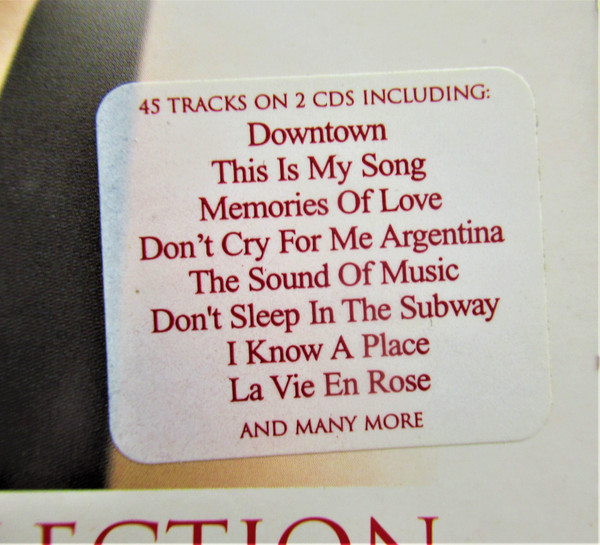 45 TRACKS ON 2 CDS INCLUDING:
Downtown
This Is My Song
Memories Of Love
Don't Cry For Me Argentina
The Sound Of Music
Don't Sleep In The Subway
I Know A Place
La Vie En Rose
AND MANY MORE
LECTION